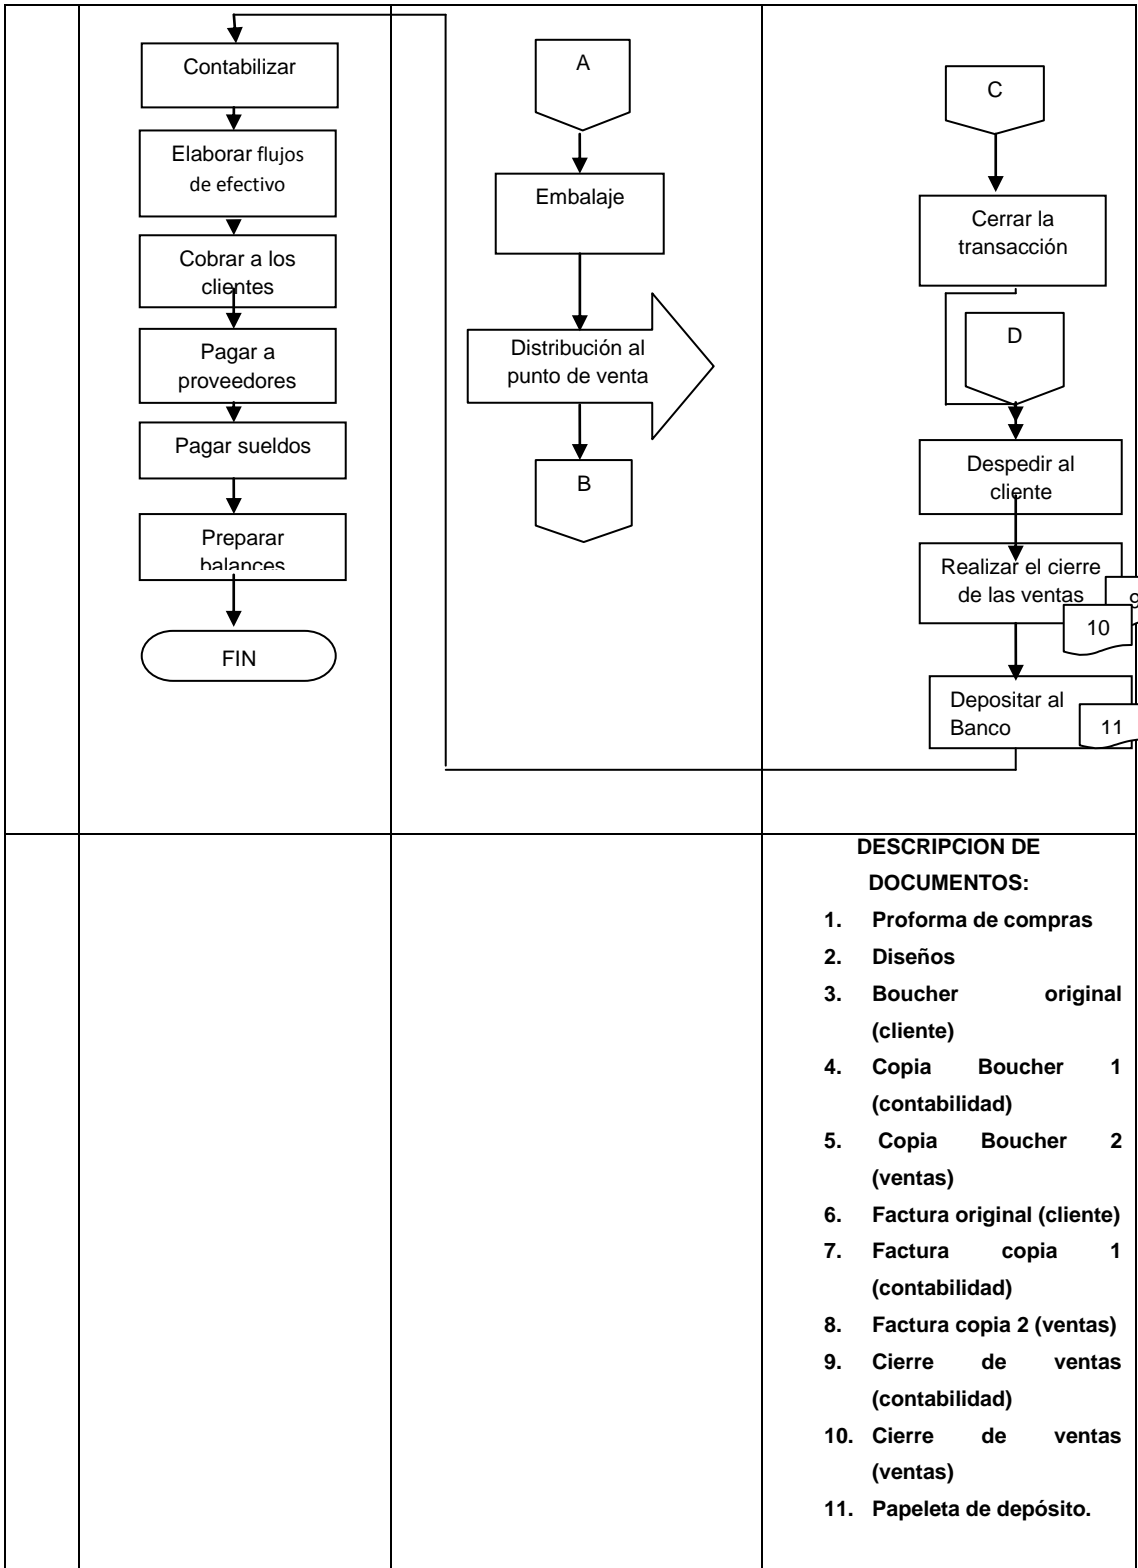 Contabilizar
Elaborar flujos
de efectivo
Cobrar a los
clientes
Pagar a
proveedores
Pagar sueldos
Preparar
balances
FIN
A
Embalaje
Distribución al
punto de venta
B
C
Cerrar la
transacción
D
Despedir al
cliente
Realizar el cierre
de las ventas
9
10
Depositar al
Banco
11
DESCRIPCION DE
DOCUMENTOS:
1. Proforma de compras
2. Diseños
3. Boucher original
(cliente)
4. Copia Boucher 1
(contabilidad)
5. Copia Boucher 2
(ventas)
6. Factura original (cliente)
7. Factura copia 1
(contabilidad)
8. Factura copia 2 (ventas)
9. Cierre de ventas
(contabilidad)
10. Cierre de ventas
(ventas)
11. Papeleta de depósito.